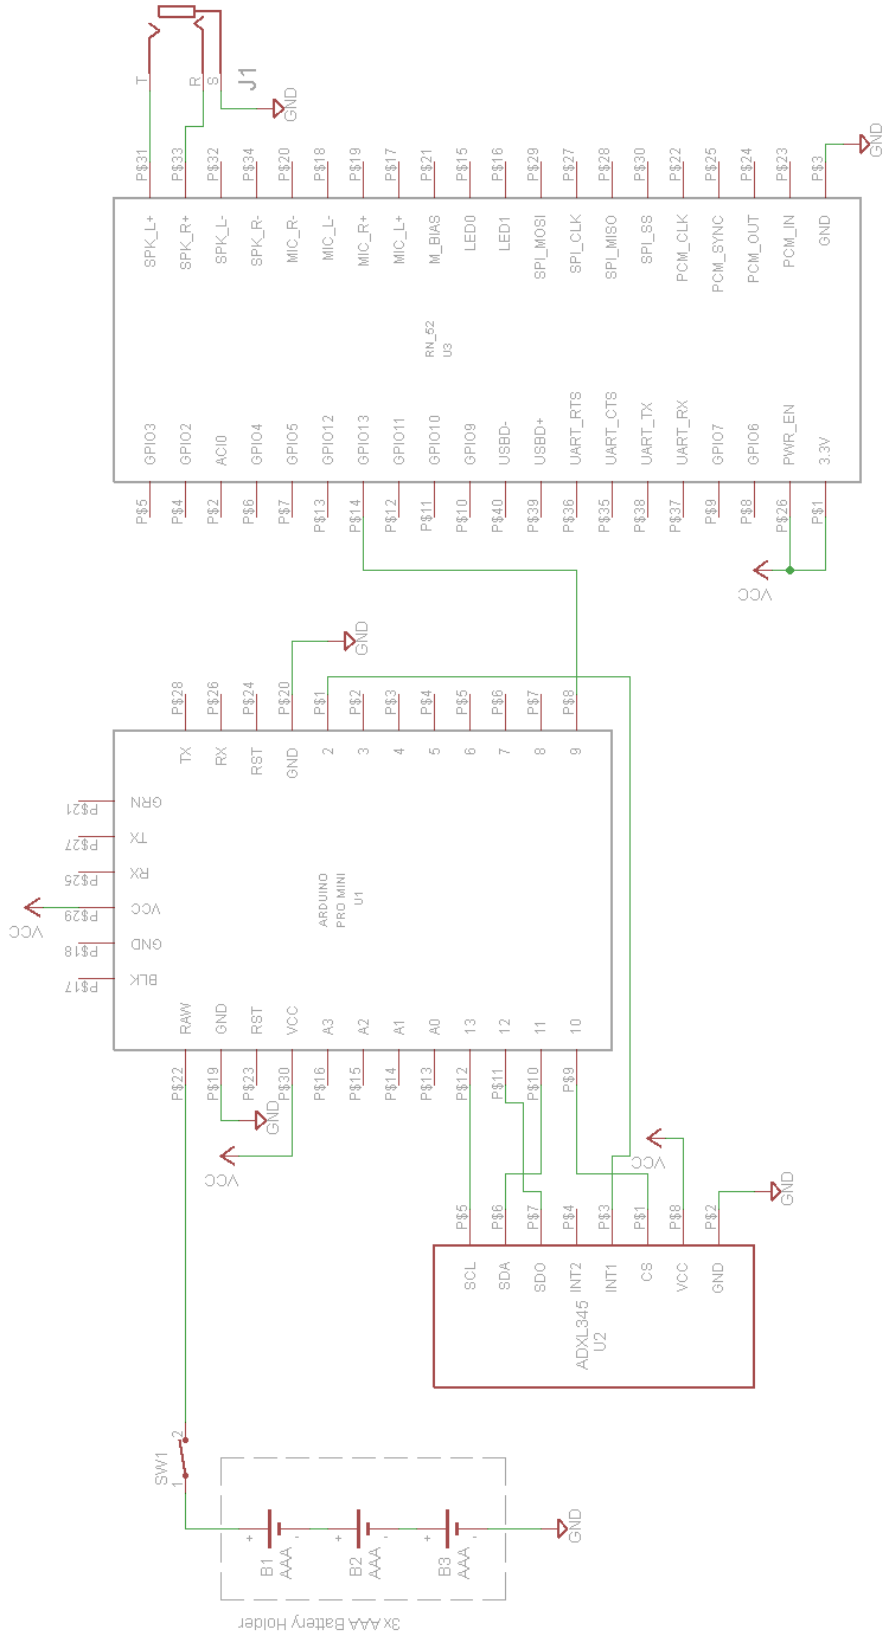 T
R
S
J1
GND
P$31
P$33
P$32
P$34
P$20
P$18
P$19
P$17
P$21
P$15
P$16
P$29
P$27
P$28
P$30
P$22
P$25
P$24
P$23
P$3
GND
SPK_L+
SPK_R+
SPK_L-
SPK_R-
MIC_R-
MIC_L-
MIC_R+
MIC_L+
M_BIAS
LED0
LED1
SPI_MOSI
SPI_CLK
SPI_MISO
SPI_SS
PCM_CLK
PCM_SYNC
PCM_OUT
PCM_IN
GND
RN_52
U3
GPIO3
GPIO2
ACI0
GPIO4
GPIO5
GPIO12
GPIO13
GPIO11
GPIO10
GPIO9
USBD-
USBD+
UART_RTS
UART_CTS
UART_TX
UART_RX
GPIO7
GPIO6
PWR_EN
3.3V
P$5
P$4
P$2
P$6
P$7
P$13
P$14
P$12
P$11
P$10
P$40
P$39
P$36
P$35
P$38
P$37
P$9
P$8
P$26
P$1
VCC
GND
P$28
P$26
P$24
P$20
P$1
P$2
P$3
P$4
P$5
P$6
P$7
P$8
TX
RX
RST
GND
2
3
4
5
6
7
8
9
P$21
GRN
P$27
TX
P$25
RX
VCC
P$29
VCC
P$18
GND
P$17
BLK
ARDUINO
PRO MINI
U1
RAW
GND
RST
VCC
A3
A2
A1
A0
13
12
11
10
P$22
P$19
P$23
P$30
P$16
P$15
P$14
P$13
P$12
P$11
P$10
P$9
GND
VCC
VCC
GND
P$5
P$6
P$7
P$4
P$3
P$1
P$8
P$2
SCL
SDA
SDO
INT2
INT1
CS
VCC
GND
ADXL345
U2
SW1
1
2
+
-
+
-
+
-
B1
AAA
B2
AAA
B3
AAA
GND
3x AAA Battery Holder